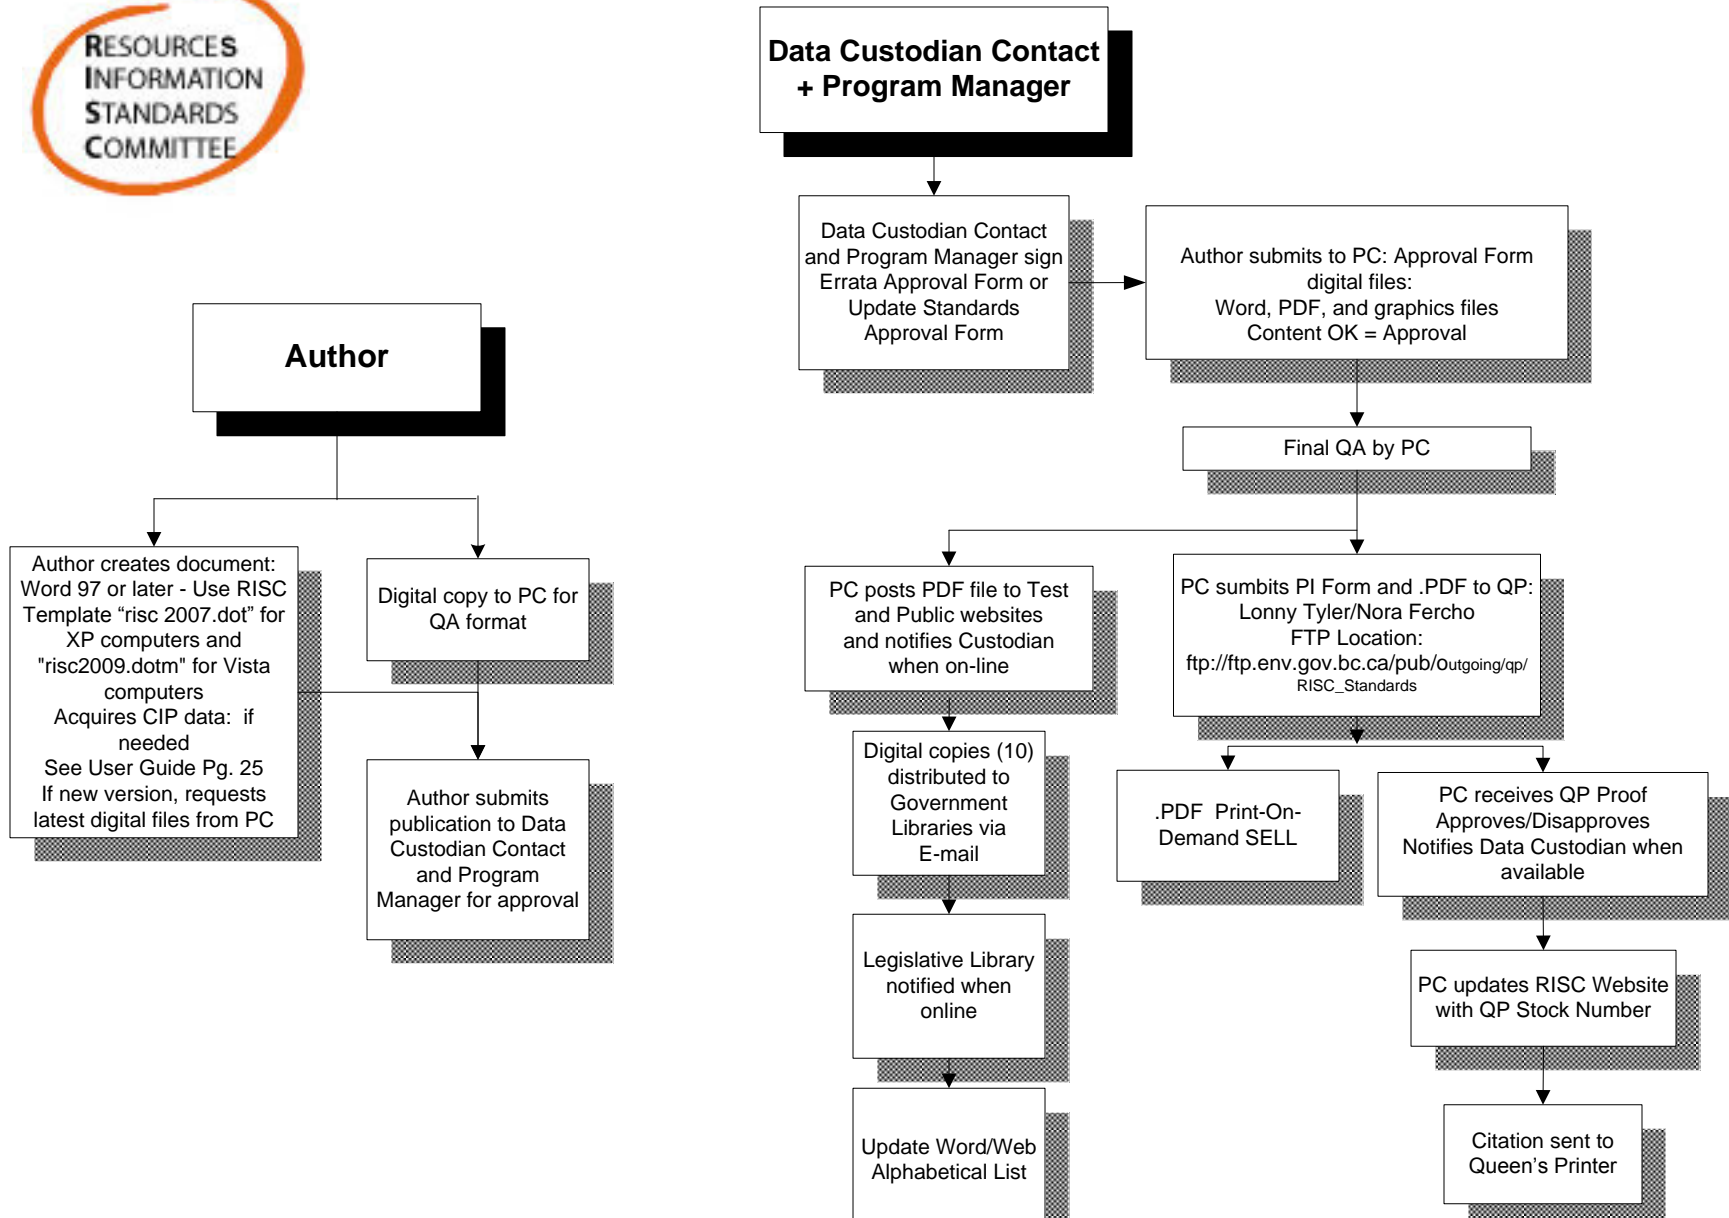 RESOURCES
INFORMATION
STANDARDS
COMMITTEE
Data Custodian Contact
+ Program Manager
Data Custodian Contact
and Program Manager sign
Errata Approval Form or
Update Standards
Approval Form
Author submits to PC: Approval Form
digital files:
Word, PDF, and graphics files
Content OK = Approval
Author
Final QA by PC
Author creates document:
Word 97 or later - Use RISC
Template “risc 2007.dot” for
XP computers and
"risc2009.dotm" for Vista
computers
Acquires CIP data:  if
needed
See User Guide Pg. 25
If new version, requests
latest digital files from PC
Digital copy to PC for
QA format
Author submits
publication to Data
Custodian Contact
and Program
Manager for approval
PC posts PDF file to Test
and Public websites
and notifies Custodian
when on-line
PC sumbits PI Form and .PDF to QP:
Lonny Tyler/Nora Fercho
FTP Location:
ftp://ftp.env.gov.bc.ca/pub/outgoing/qp/
RISC_Standards
Digital copies (10)
distributed to
Government
Libraries via
E-mail
.PDF  Print-On-
Demand SELL
PC receives QP Proof
Approves/Disapproves
Notifies Data Custodian when
available
Legislative Library
notified when
online
PC updates RISC Website
with QP Stock Number
Update Word/Web
Alphabetical List
Citation sent to
Queen’s Printer